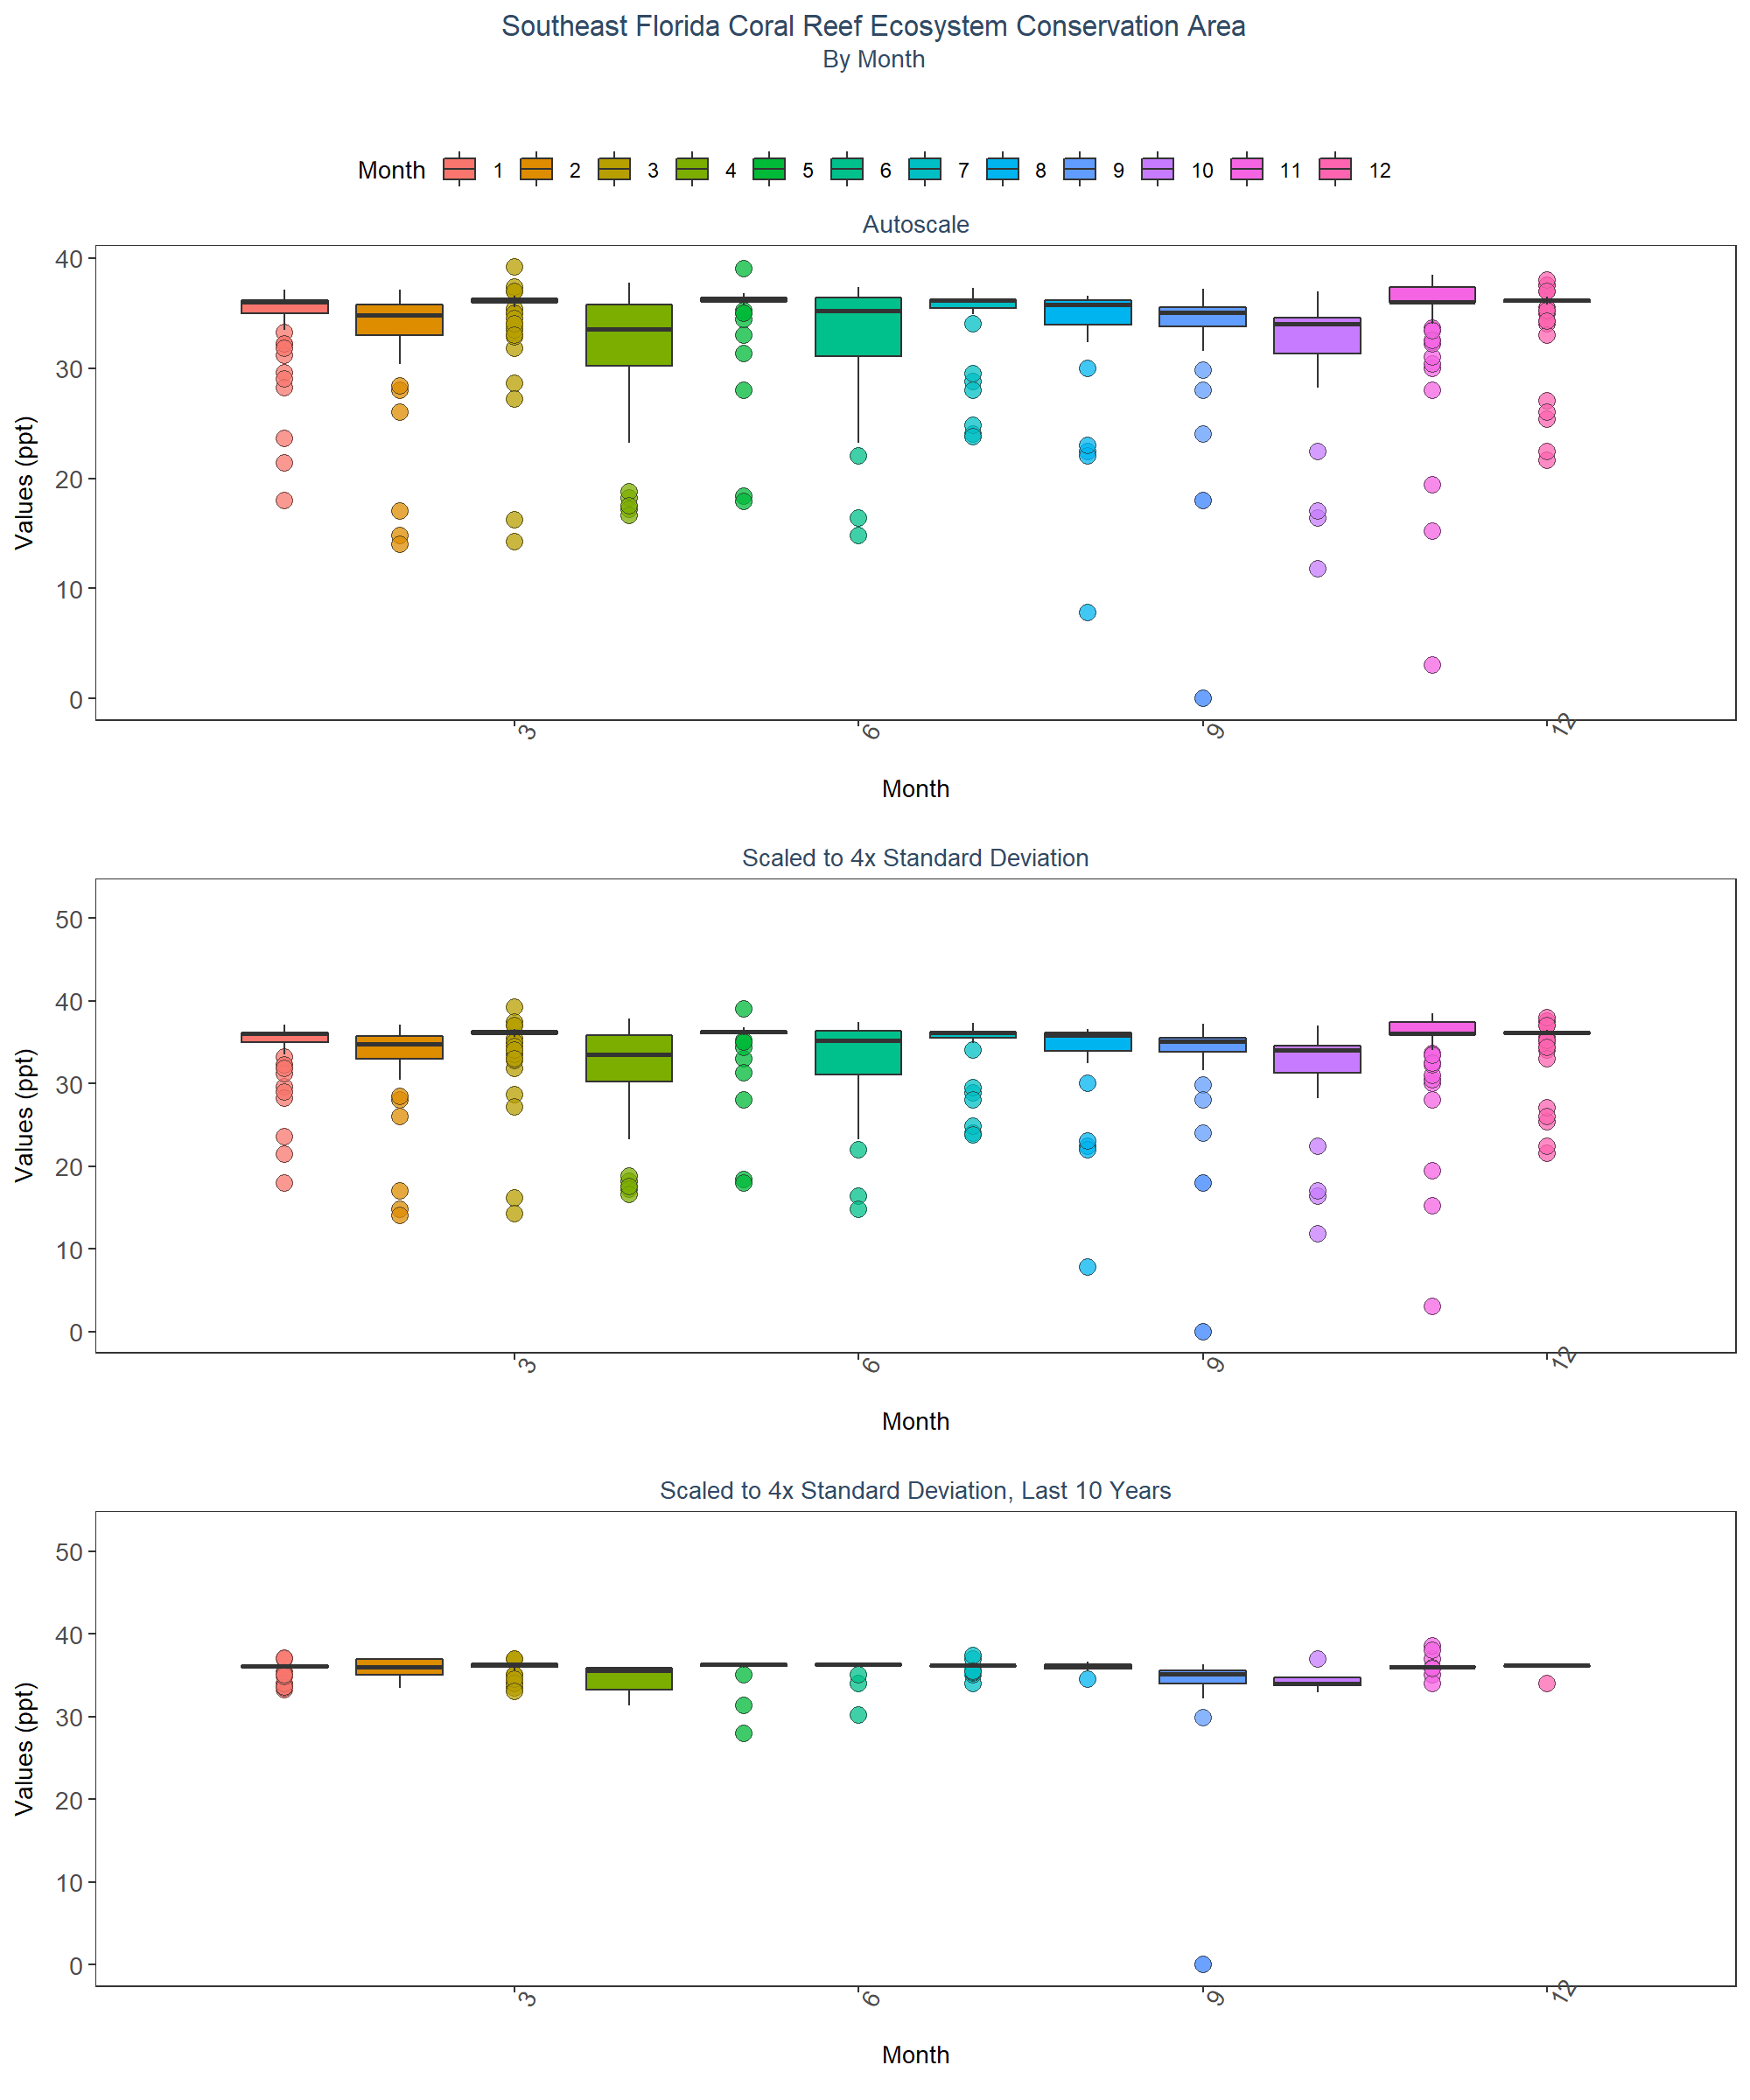 Southeast Florida Coral Reef Ecosystem Conservation Area
By Month
Month 1 2 3 4 5 6 7 8 9 10 11 12
Autoscale
Values (ppt)
40
30
20
10
0
3 6 9 12
Month
Scaled to 4x Standard Deviation
Values (ppt)
50
40
30
20
10
0
3 6 9 12
Month
Scaled to 4x Standard Deviation, Last 10 Years
Values (ppt)
50
40
30
20
10
0
3 6 9 12
Month